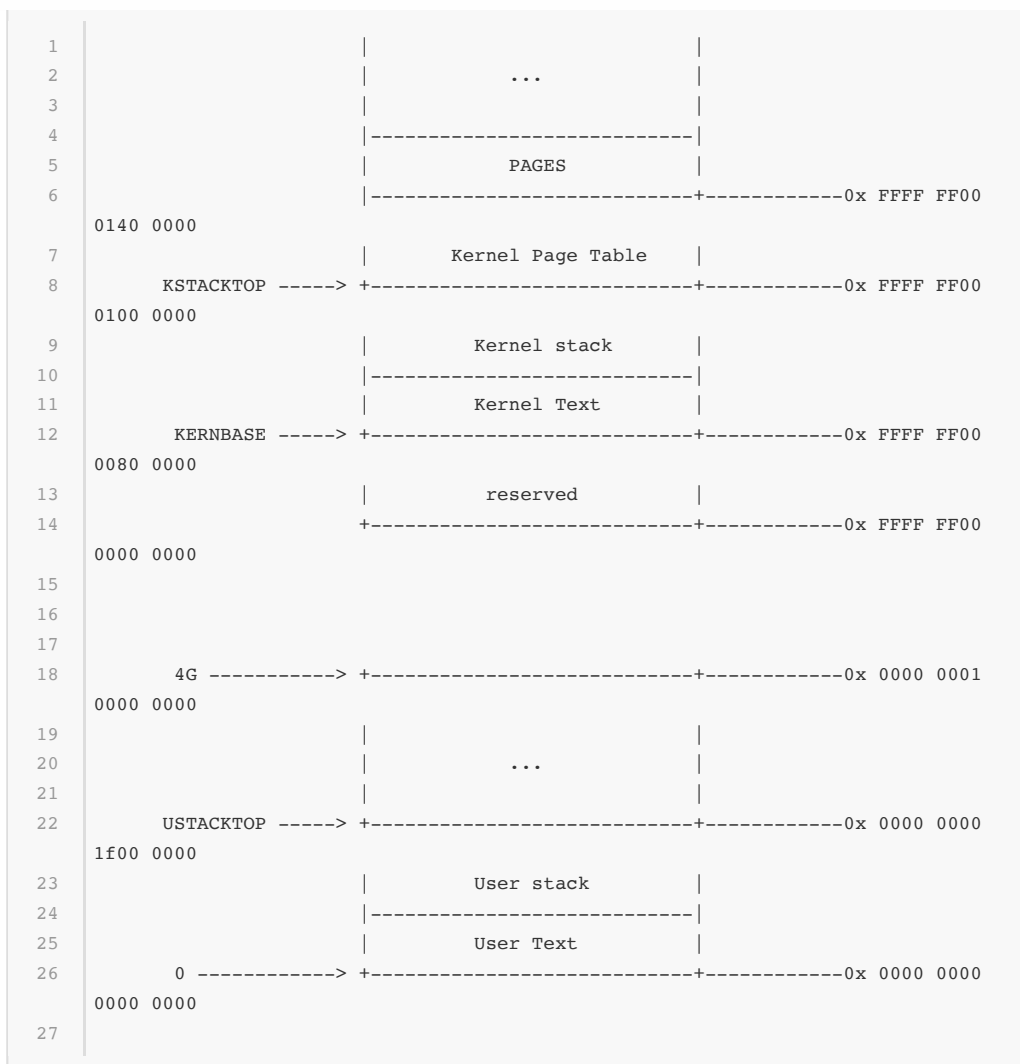 1 | |
2 | ... |
3 | |
4 |----------------------------|
5 | PAGES |
6 |----------------------------+------------0x FFFF FF00
0140 0000
7 | Kernel Page Table |
8 KSTACKTOP -----> +----------------------------+------------0x FFFF FF00
0100 0000
9 | Kernel stack |
10 |----------------------------|
11 | Kernel Text |
12 KERNBASE -----> +----------------------------+------------0x FFFF FF00
0080 0000
13 | reserved |
14 +----------------------------+------------0x FFFF FF00
0000 0000
15
16
17
18 4G -----------> +----------------------------+------------0x 0000 0001
0000 0000
19 | |
20 | ... |
21 | |
22 USTACKTOP -----> +----------------------------+------------0x 0000 0000
1f00 0000
23 | User stack |
24 |----------------------------|
25 | User Text |
26 0 ------------> +----------------------------+------------0x 0000 0000
0000 0000
27